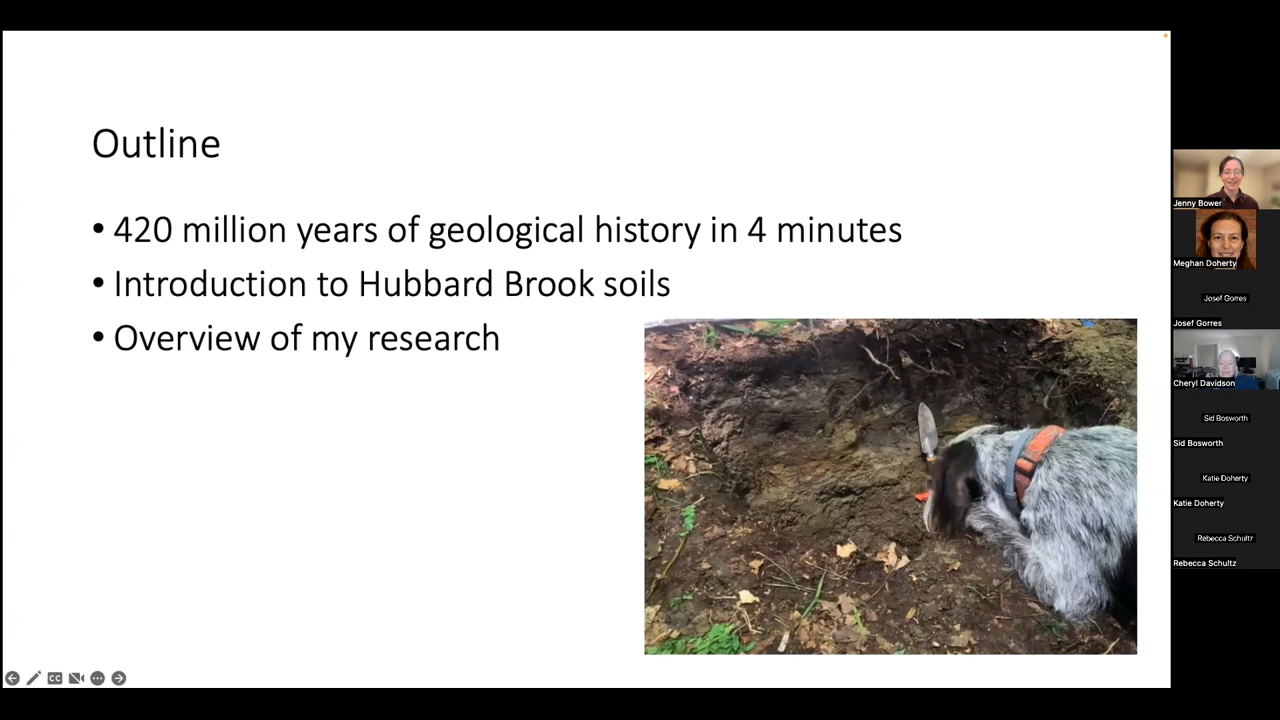 Outline
• 420 million years of geological history in 4 minutes
• Introduction to Hubbard Brook soils
• Overview of my research
Jenny Bower
Meghan Doherty
Josef Gorres
Josef Gorres
Cheryl Davidson
Sid Bosworth
Sid Bosworth
Katie Doherty
Katie Doherty
Rebecca Schultz
Rebecca Schultz
CC